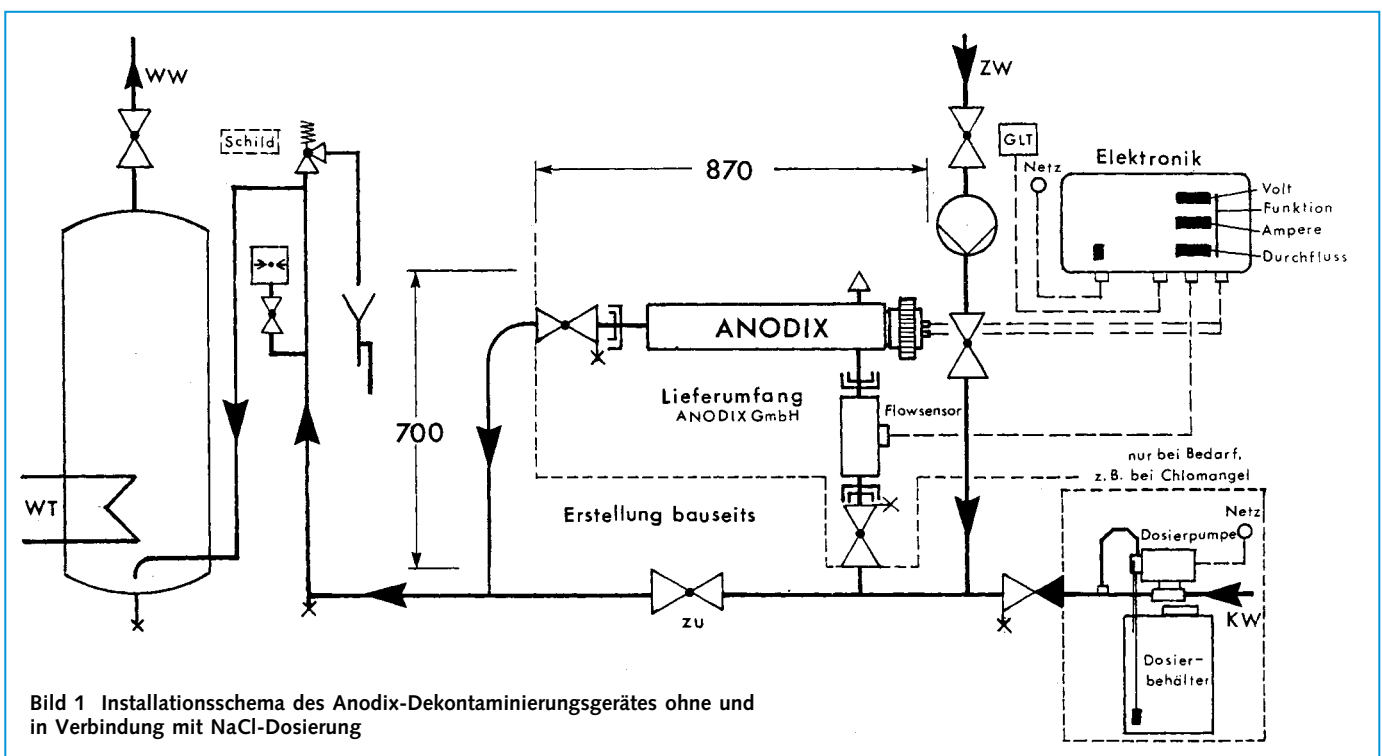 WW
ZW
Schild
GLT
Elektronik
Netz
870
Volt
Funktion
Ampere
Durchfluss
ANODIX
Lieferumfang
ANODIX GmbH
Flowsensor
700
nur bei Bedarf,
z. B. bei Chlomangel
WT
Erstellung bauseits
Netz
Dosierpumpe
zu
KW
Dosier-
behälter
Bild 1 Installationsschema des Anodix-Dekontaminierungsgerätes ohne und
in Verbindung mit NaCl-Dosierung